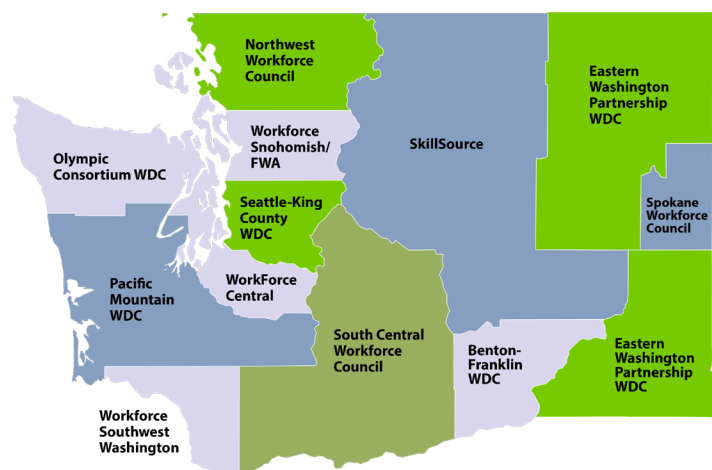 Northwest
Workforce
Council
Eastern
Washington
Partnership
WDC
Workforce
Snohomish/
FWA
SkillSource
Olympic
Consortium WDC
Seattle-King
County
WDC
Spokane
Workforce
Council
WorkForce
Central
Pacific
Mountain
WDC
South Central
Workforce
Council
Benton-
Franklin
WDC
Eastern
Washington
Partnership
WDC
Workforce
Southwest
Washington